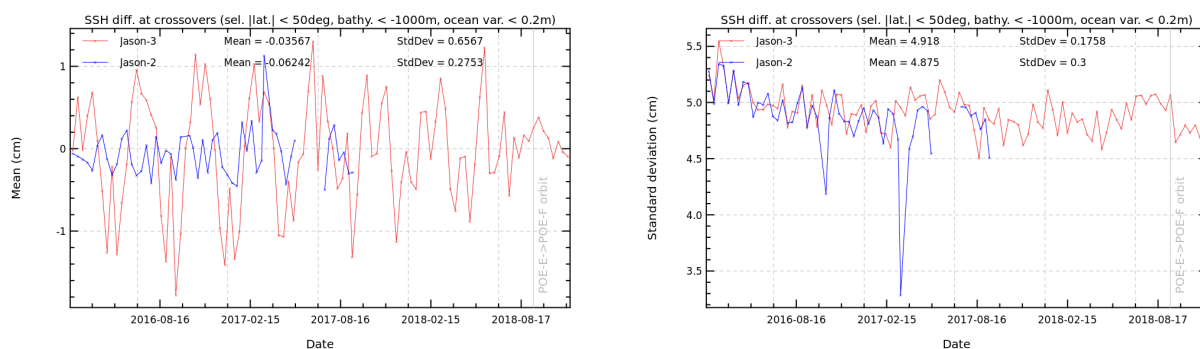 SSH diff. at crossovers (sel. |lat.| < 50deg, bathy. < -1000m, ocean var. < 0.2m)
Jason-3 Mean = -0.03567 StdDev = 0.6567
Jason-2 Mean = -0.06242 StdDev = 0.2753
1
0
-1
Mean (cm)
POE-E->POE-F orbit
2016-08-16 2017-02-15 2017-08-16 2018-02-15 2018-08-17
Date
SSH diff. at crossovers (sel. |lat.| < 50deg, bathy. < -1000m, ocean var. < 0.2m)
Jason-3 Mean = 4.918 StdDev = 0.1758
Jason-2 Mean = 4.875 StdDev = 0.3
5.5
5.0
4.5
4.0
3.5
Standard deviation (cm)
POE-E->POE-F orbit
2016-08-16 2017-02-15 2017-08-16 2018-02-15 2018-08-17
Date